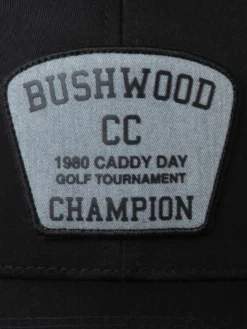 BUSHWOOD
CC
1980 CADDY DAY
GOLF TOURNAMENT
CHAMPION